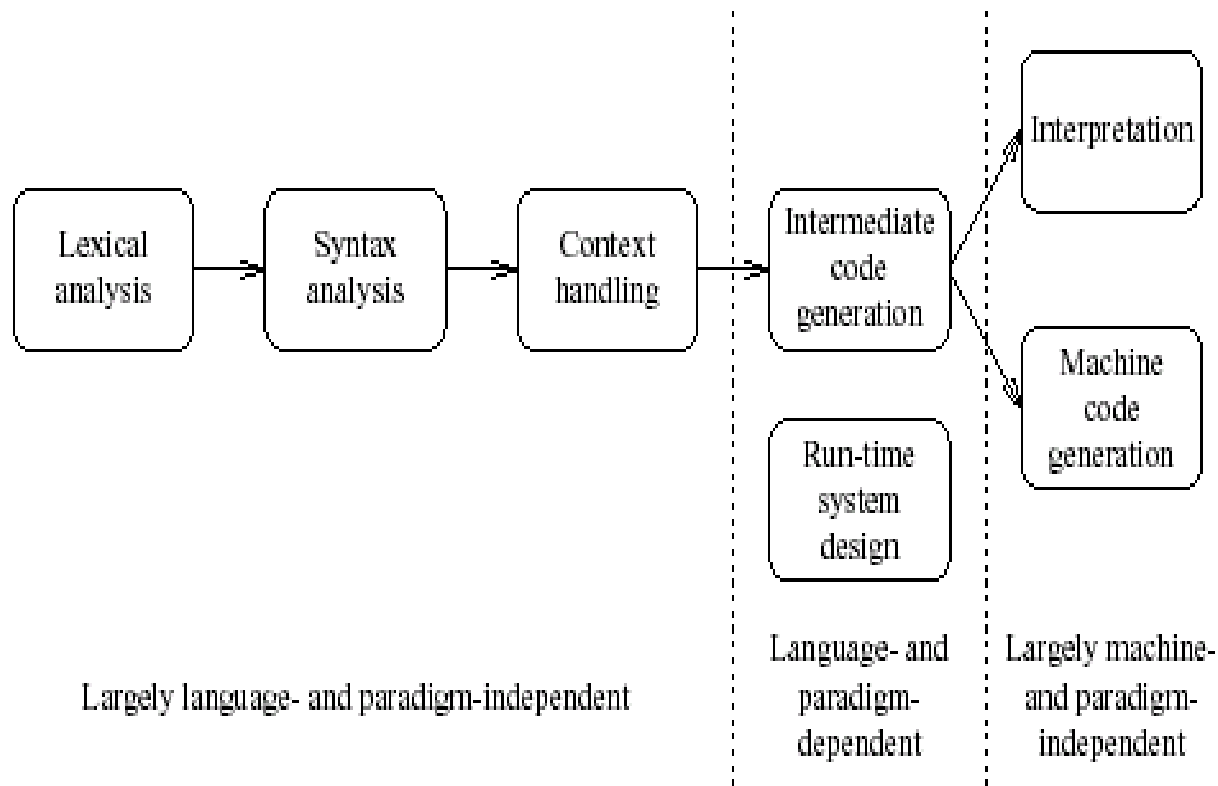 Lexical
analysis
Syntax
analysis
Context
handling
Intermediate
code
generation
Interpretation
Machine
code
generation
Run-time
system
design
Largely language- and paradigm-independent
Language- and
paradigm-
dependent
Largely machine-
and paradigm-
independent